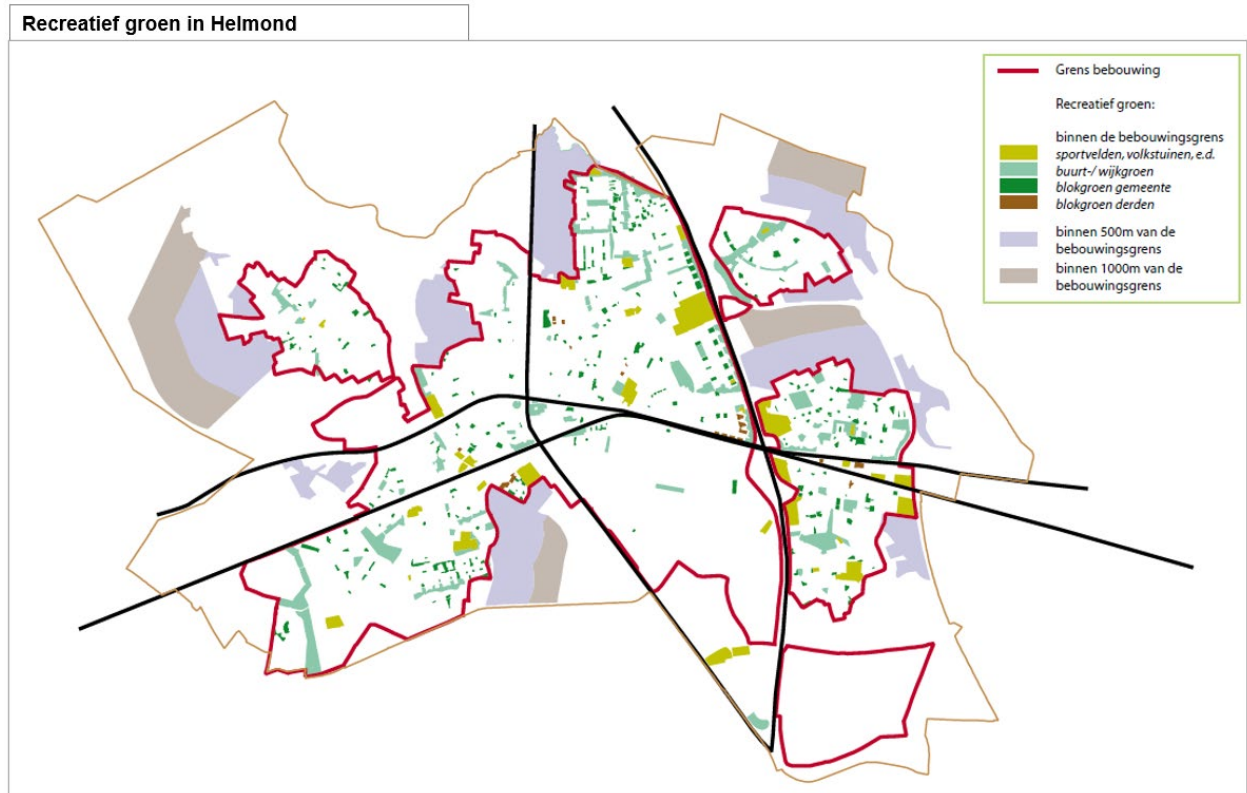 Recreatief groen in Helmond
Grens bebouwing
Recreatief groen:
binnen de bebouwingsgrens
sportvelden, volkstuinen, e.d.
buurt-/ wijkgroen
blokgroen gemeente
blokgroen derden
binnen 500m van de
bebouwingsgrens
binnen 1000m van de
bebouwingsgrens